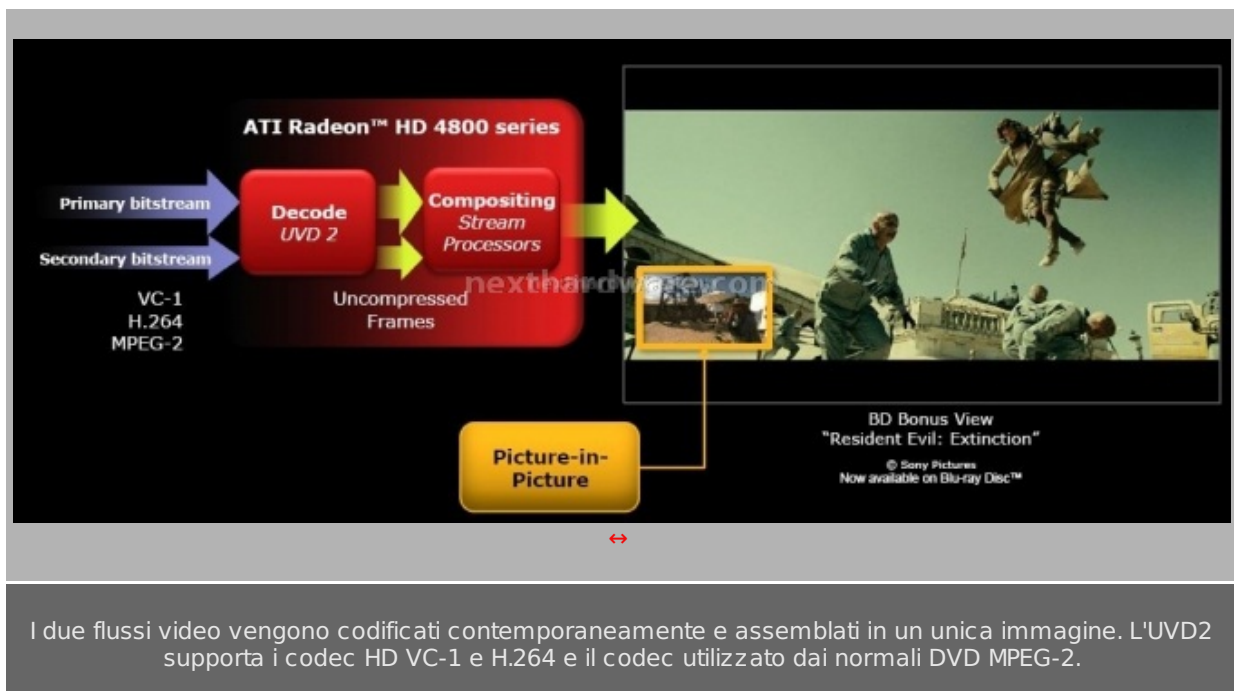 ATI Radeon™ HD 4800 series
Primary bitstream
Secondary bitstream
VC-1
H.264
MPEG-2
Decode
UVD 2
Compositing
Stream
Processors
Uncompressed
Frames
nexthardware.com
Picture-in-
Picture
BD Bonus View
"Resident Evil: Extinction"
© Sony Pictures
Now available on Blu-ray Disc™
↔
I due flussi video vengono codificati contemporaneamente e assemblati in un unica immagine. L'UVD2
supporta i codec HD VC-1 e H.264 e il codec utilizzato dai normali DVD MPEG-2.